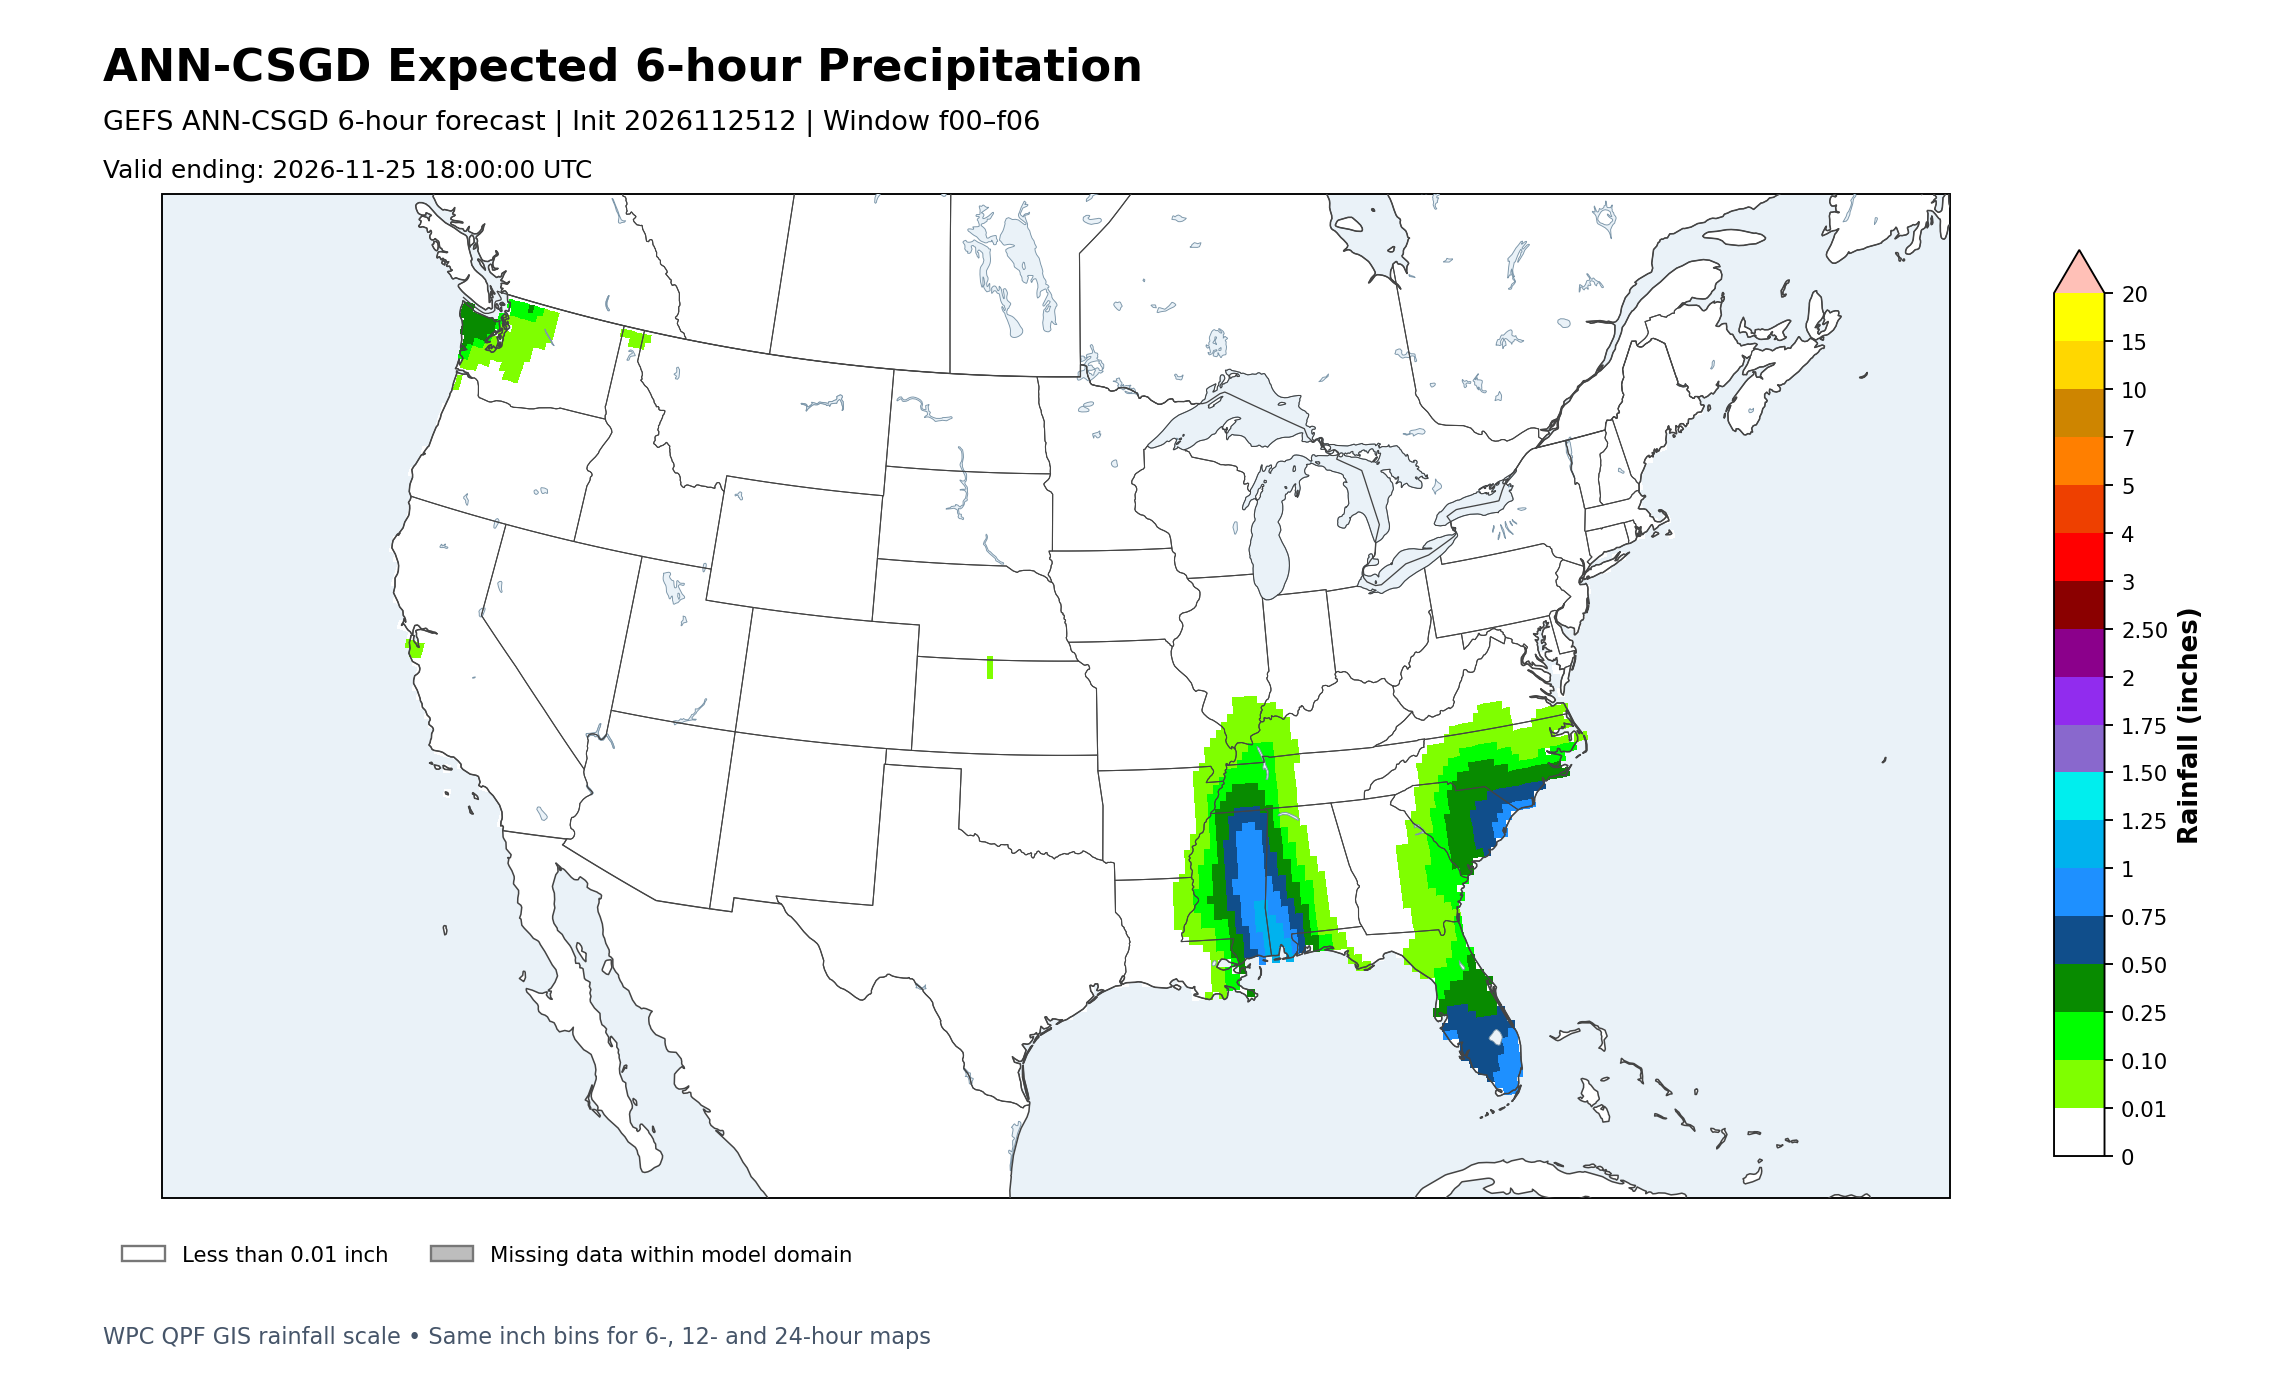 ANN-CSGD Expected 6-hour Precipitation
GEFS ANN-CSGD 6-hour forecast | Init 2026112512 | Window f00–f06
Valid ending: 2026-11-25 18:00:00 UTC
20
15
10
7
5
4
3
2.50
2
1.75
1.50
1.25
1
0.75
0.50
0.25
0.10
0.01
0
Rainfall (inches)
Less than 0.01 inch
Missing data within model domain
WPC QPF GIS rainfall scale • Same inch bins for 6-, 12- and 24-hour maps